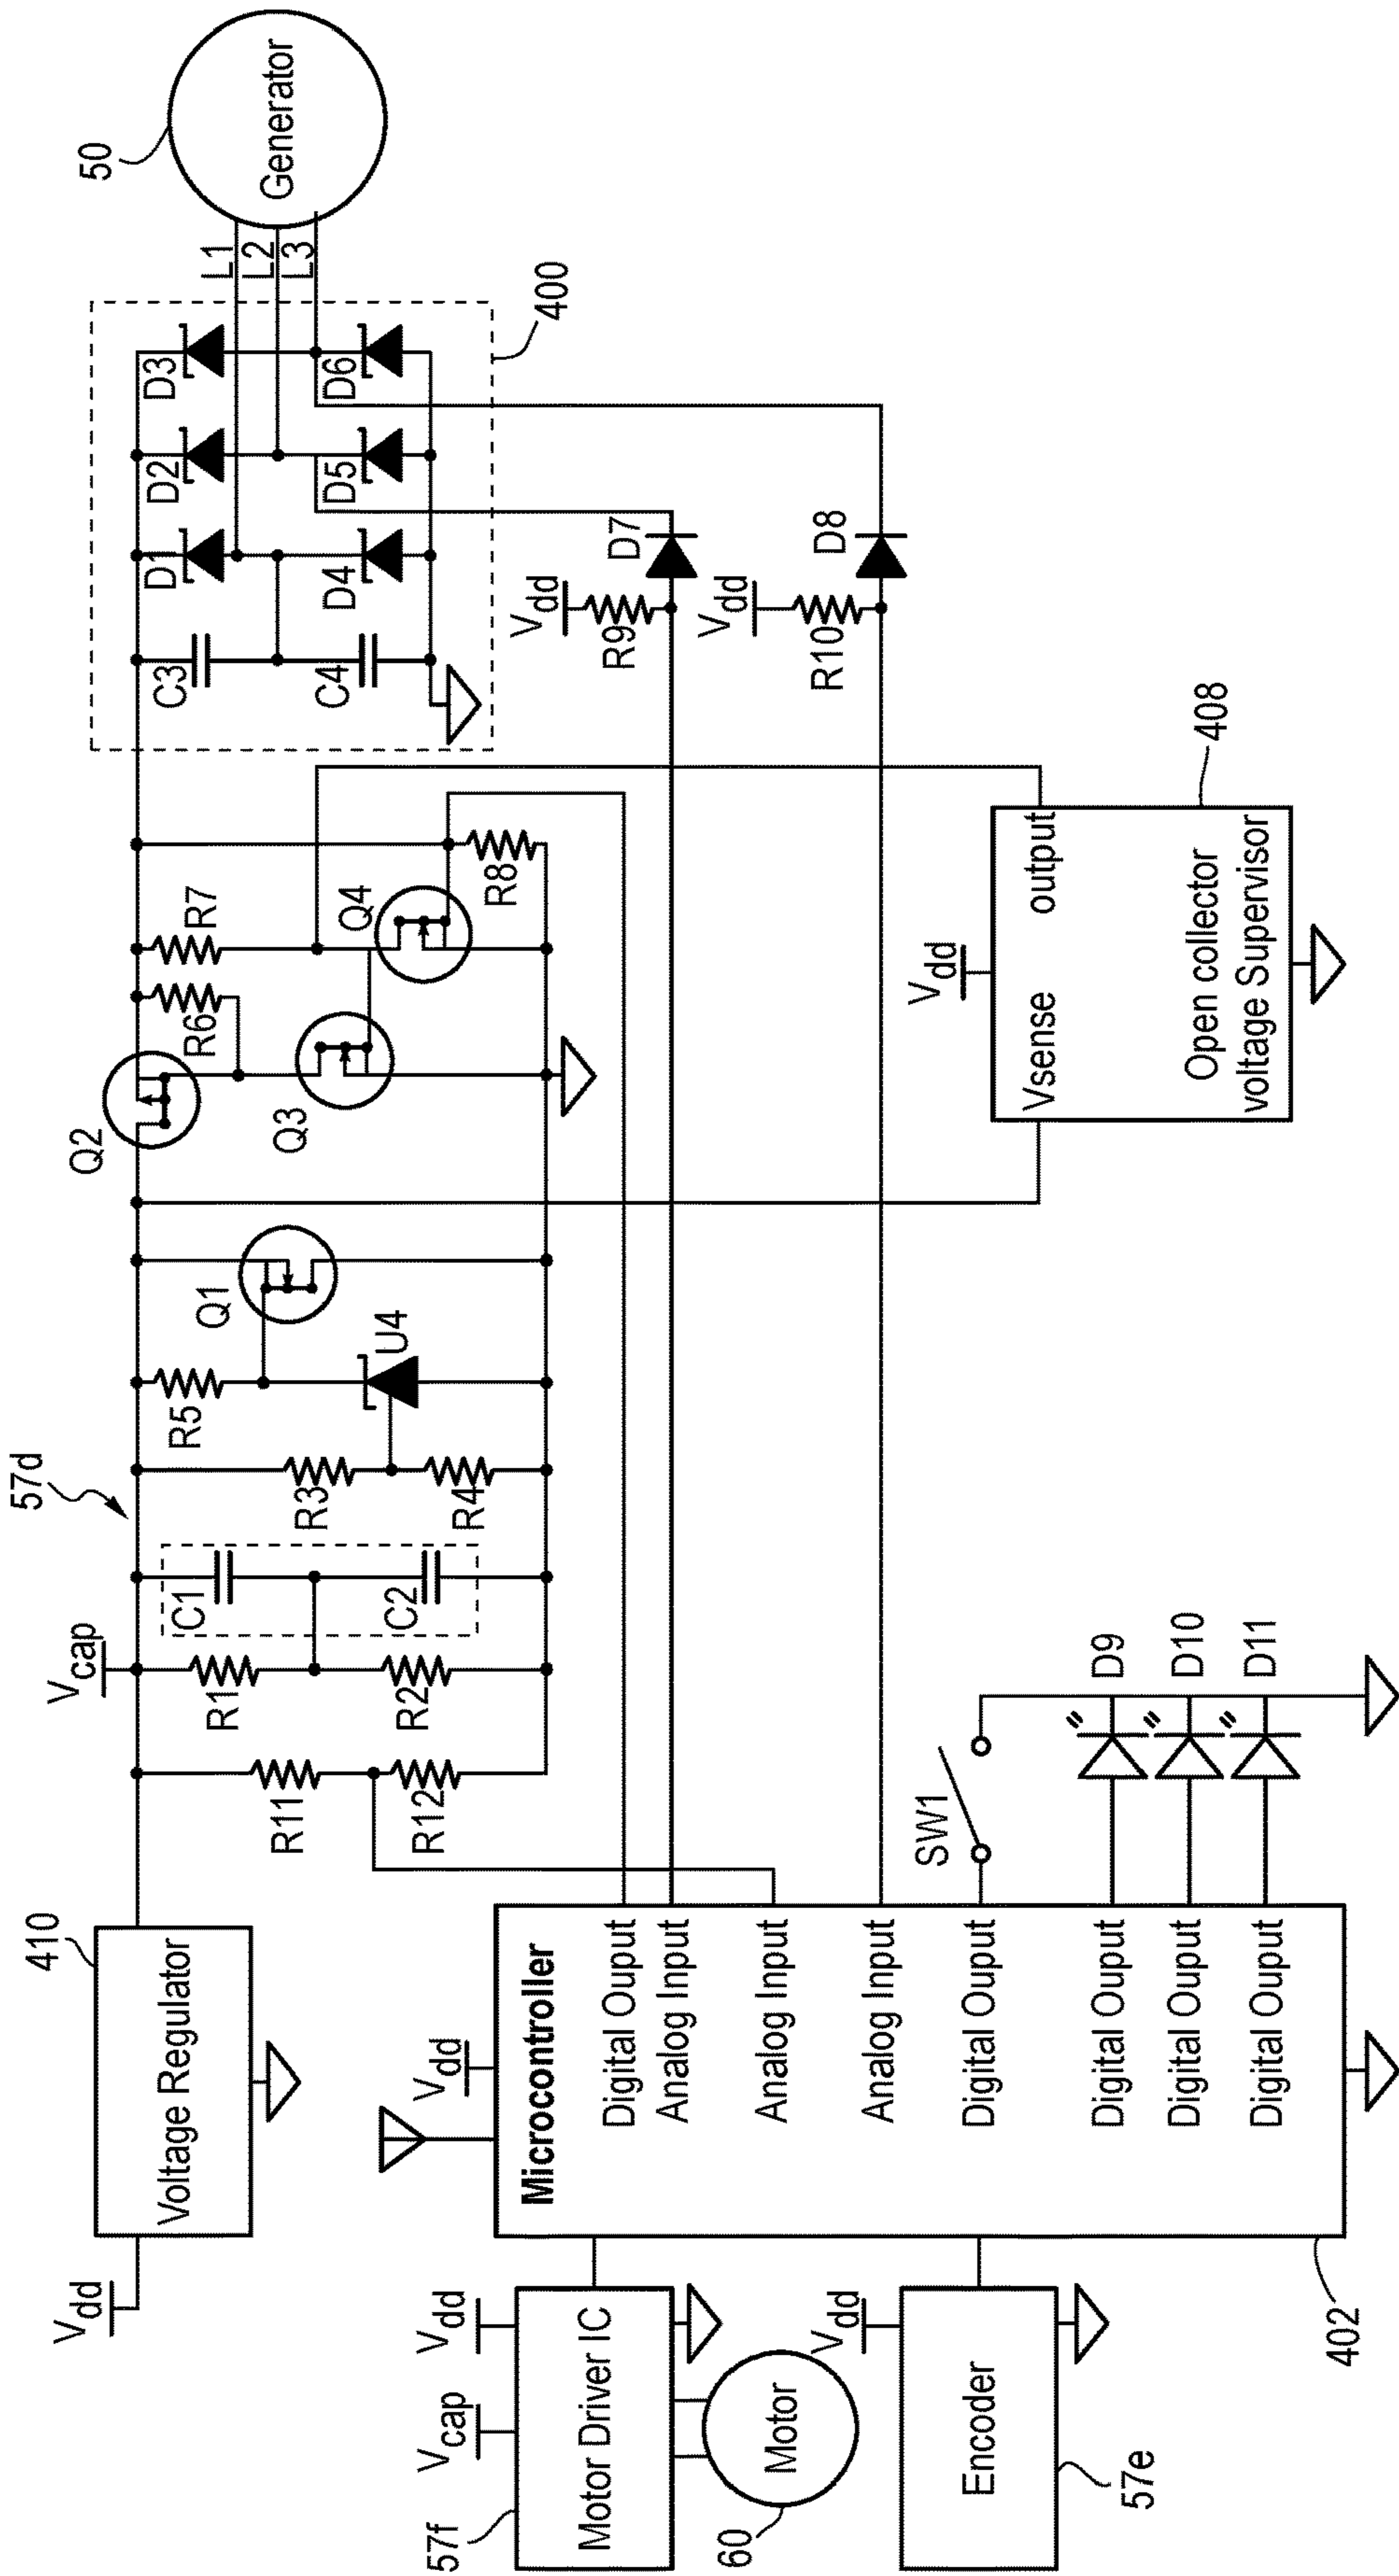 50
Generator
L1
L2
L3
400
D3
D6
D2
D5
D1
D4
C3
C4
D7
D8
Vdd
R9
Vdd
R10
408
output
Vdd
Vsense
Open collector
voltage Supervisor
R8
Q4
R7
R6
Q3
Q2
Q1
U4
R5
R3
R4
57d
C1
C2
Vcap
R1
R2
R11
R12
D9
D10
D11
SW1
410
Voltage Regulator
Vdd
Vdd
Microcontroller
Digital Ouput
Analog Input
Analog Input
Analog Input
Digital Ouput
Digital Ouput
Digital Ouput
Digital Ouput
402
Vdd
Vcap
Motor Driver IC
57f
Motor
60
Vdd
Encoder
57e